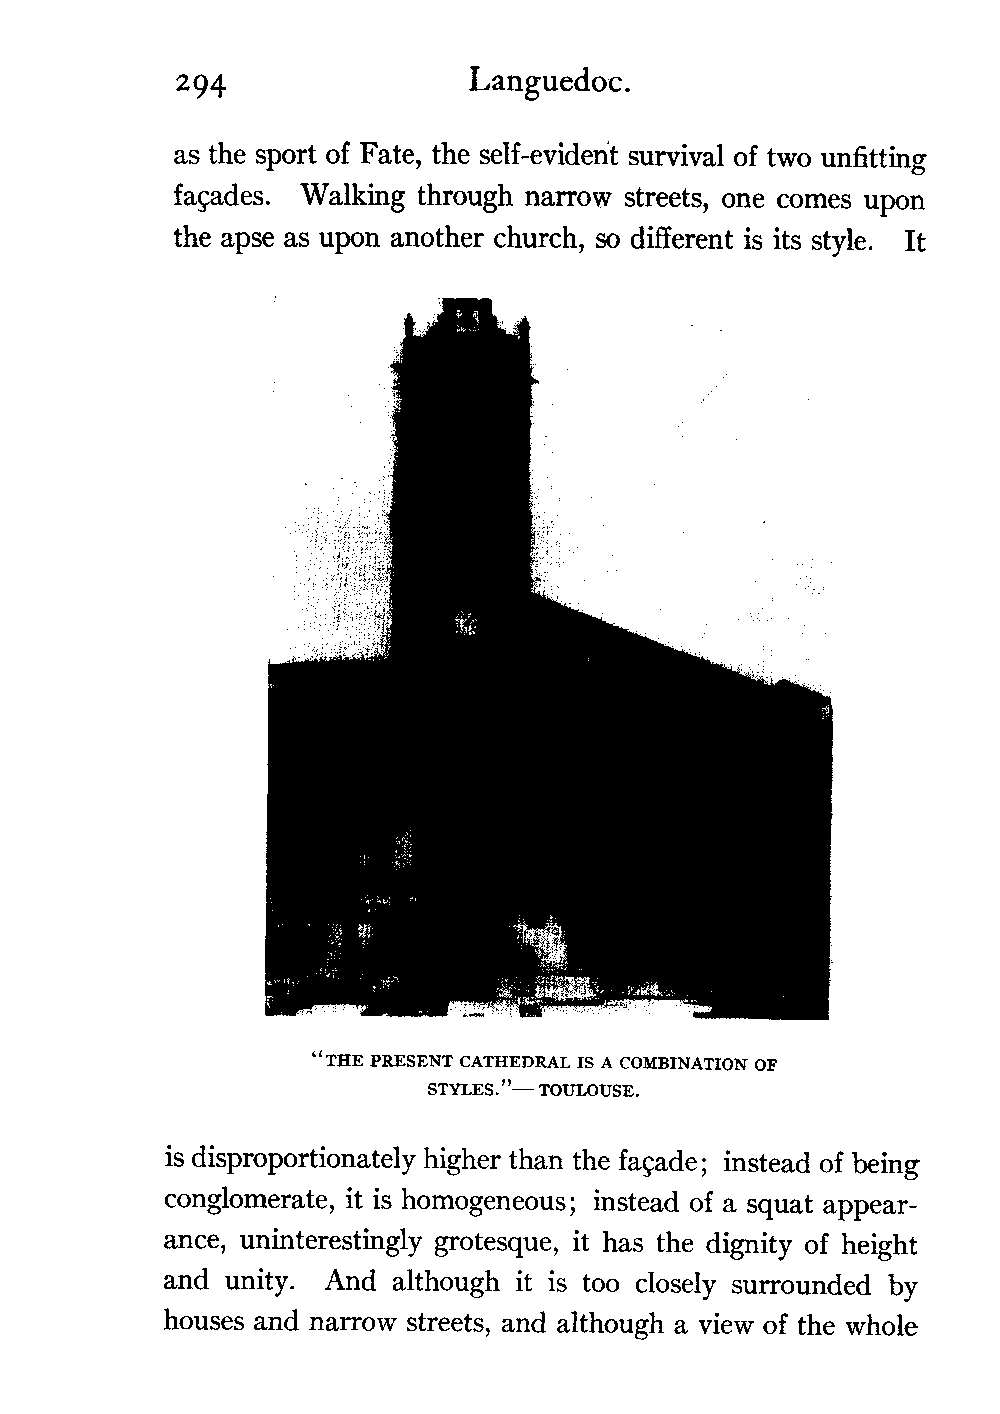 294 Languedoc.
as the sport of Fate, the self-evident survival of two unfitting
façades. Walking through narrow streets, one comes upon
the apse as upon another church, so different is its style. It
"THE PRESENT CATHEDRAL IS A COMBINATION OF
STYLES."— TOULOUSE.
is disproportionately higher than the façade; instead of being
conglomerate, it is homogeneous; instead of a squat appear-
ance, uninterestingly grotesque, it has the dignity of height
and unity. And although it is too closely surrounded by
houses and narrow streets, and although a view of the whole